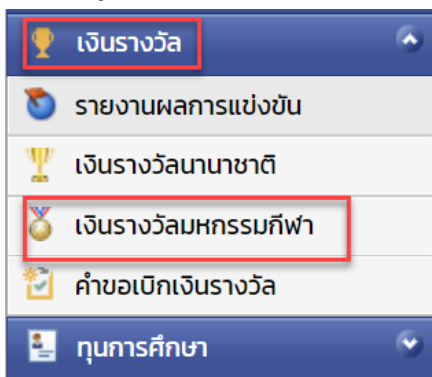 เงินรางวัล
รายงานผลการแข่งขัน
เงินรางวัลนานาชาติ
เงินรางวัลมหกรรมกีฬา
คำขอเบิกเงินรางวัล
ทุนการศึกษา